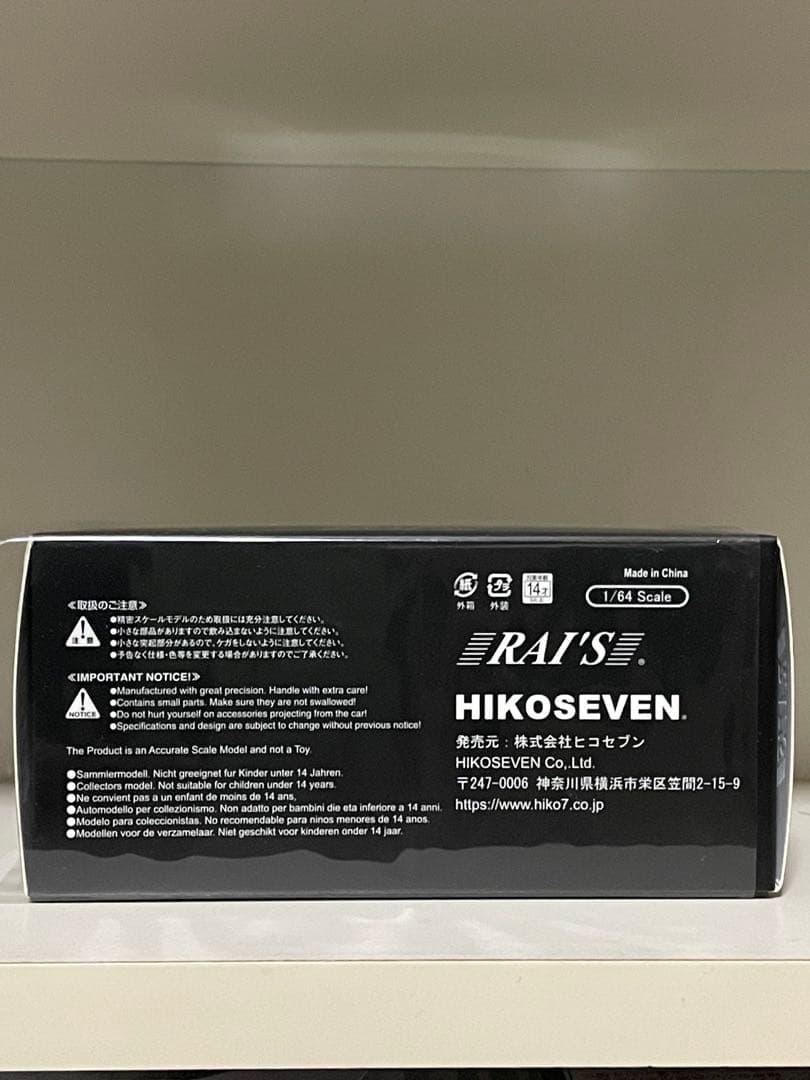 ≪取扱のご注意≫
注 意
●精密スケールモデルのため取扱には充分注意してください。
●小さな部品がありますので飲み込まないように注意してください。
●小さな突起部分があるので、ケガをしないように注意してください。
●予告なく仕様・色等を変更する場合がありますのでご了承ください。
≪IMPORTANT NOTICE!≫
NOTICE
●Manufactured with great precision. Handle with extra care!
●Contains small parts. Make sure they are not swallowed!
●Do not hurt yourself on accessories projecting from the car!
●Specifications and design are subject to change without previous notice!
The Product is an Accurate Scale Model and not a Toy.
●Sammiermodell. Nicht geeignet fur Kinder unter 14 Jahren.
●Collectors model. Not suitable for children under 14 years.
●Ne convient pas a un enfant de moins de 14 ans,
●Automodello per collezionismo. Non adatto per bambini die eta inferiore a 14 anni.
●Modelo para coleccionistas. No recomendable para ninos menores de 14 anos.
●Modellen voor de verzamelaar. Niet geschikt voor kinderen onder 14 jaar.
紙
外箱
プラ
外装
対象年齢
14才
Made in China
1/64 Scale
RAI'S®
HIKOSEVEN®
発売元：株式会社ヒコセブン
HIKOSEVEN Co,.Ltd.
〒247-0006 神奈川県横浜市栄区笠間2-15-9
https://www.hiko7.co.jp